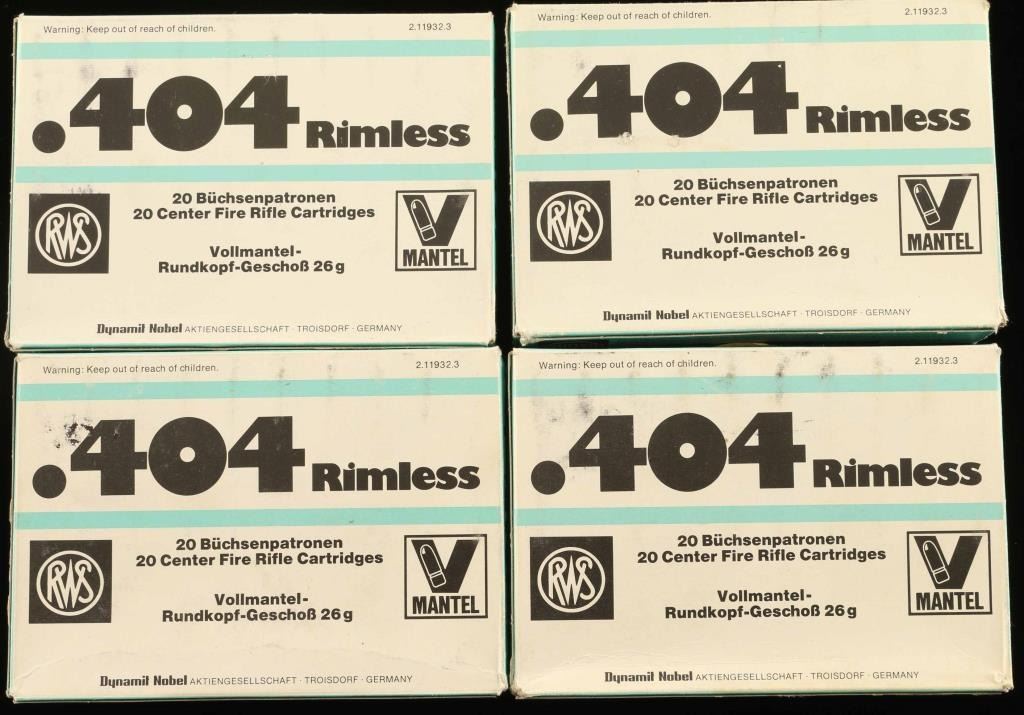 Warning: Keep out of reach of children. 2.11932.3
.404 Rimless
RWS
20 Büchsenpatronen
20 Center Fire Rifle Cartridges
Vollmantel-
Rundkopf-Geschoß 26g
V
MANTEL
Dynamit Nobel AKTIENGESELLSCHAFT · TROISDORF · GERMANY
Warning: Keep out of reach of children. 2.11932.3
.404 Rimless
RWS
20 Büchsenpatronen
20 Center Fire Rifle Cartridges
Vollmantel-
Rundkopf-Geschoß 26g
V
MANTEL
Dynamit Nobel AKTIENGESELLSCHAFT · TROISDORF · GERMANY
Warning: Keep out of reach of children. 2.11932.3
.404 Rimless
RWS
20 Büchsenpatronen
20 Center Fire Rifle Cartridges
Vollmantel-
Rundkopf-Geschoß 26g
V
MANTEL
Dynamit Nobel AKTIENGESELLSCHAFT · TROISDORF · GERMANY
Warning: Keep out of reach of children. 2.11932.3
.404 Rimless
RWS
20 Büchsenpatronen
20 Center Fire Rifle Cartridges
Vollmantel-
Rundkopf-Geschoß 26g
V
MANTEL
Dynamit Nobel AKTIENGESELLSCHAFT · TROISDORF · GERMANY